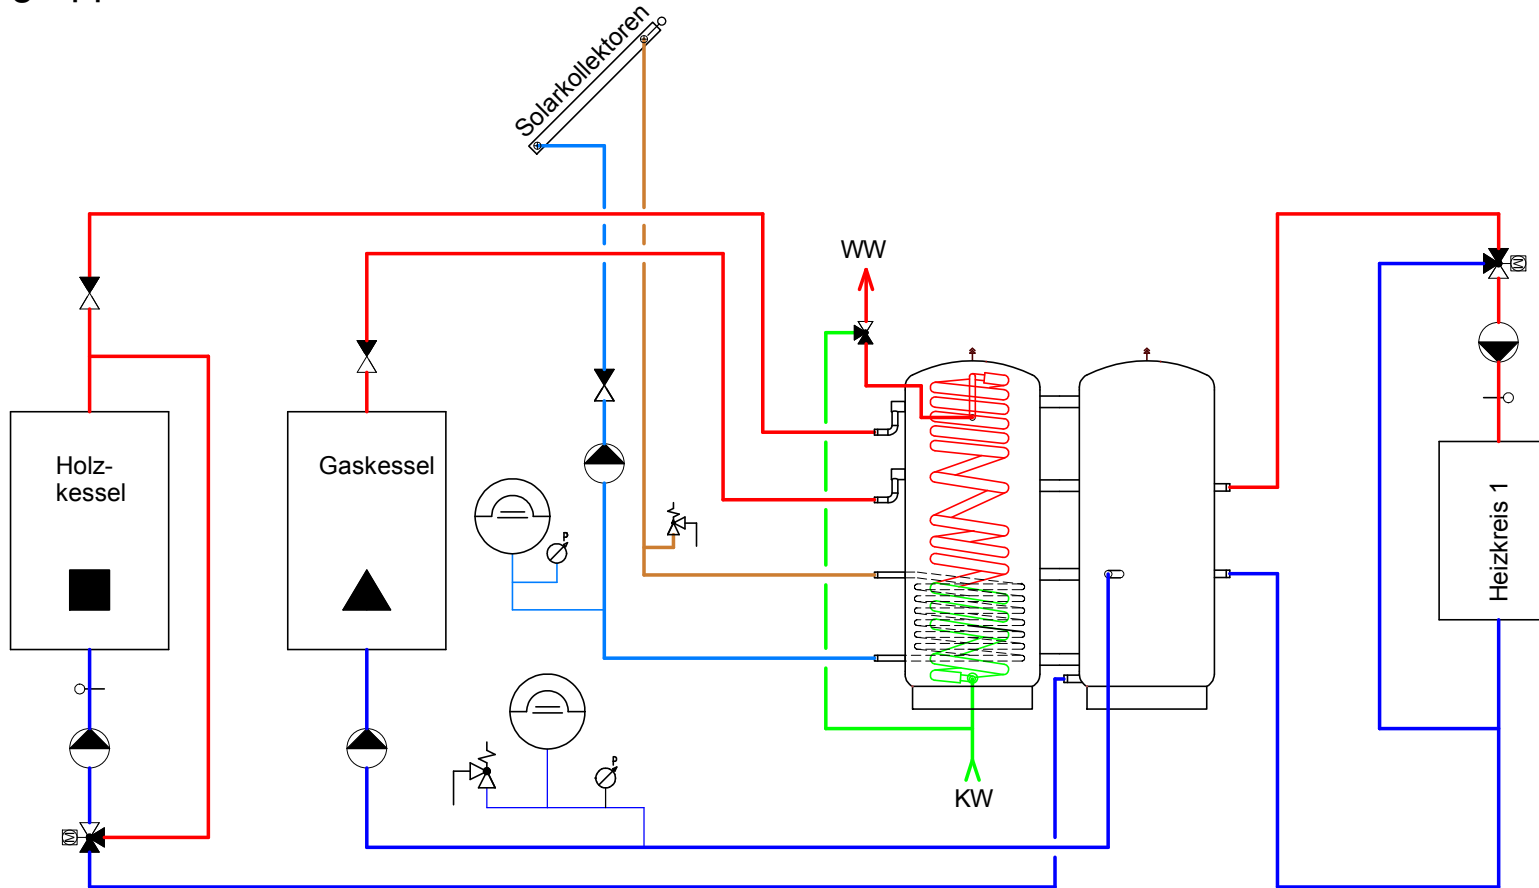 Solarkollektoren
WW
Holz-
kessel
Gaskessel
P
Heizkreis 1
P
KW
M
M